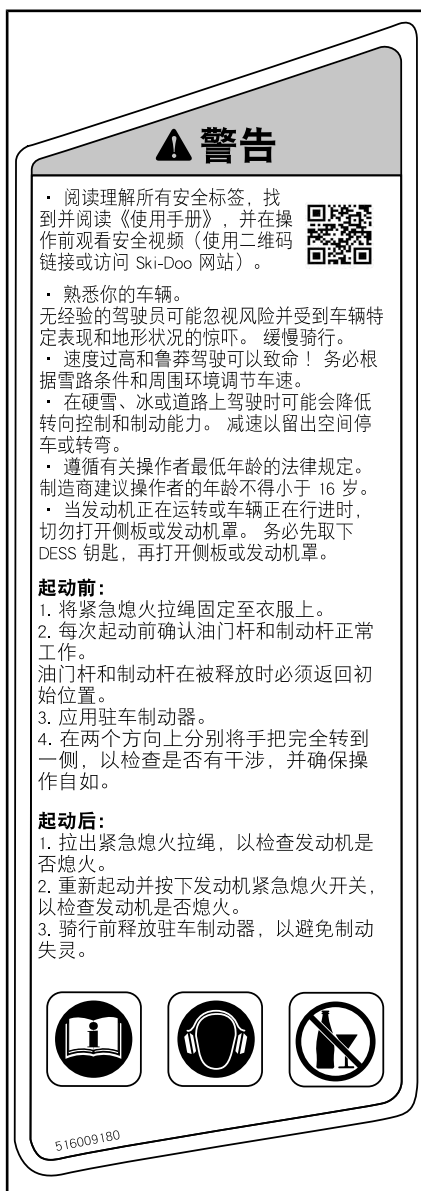 警告
· 阅读理解所有安全标签，找
到并阅读《使用手册》，并在操
作前观看安全视频（使用二维码
链接或访问 Ski-Doo 网站）。
· 熟悉你的车辆。
无经验的驾驶员可能忽视风险并受到车辆特
定表现和地形状况的惊吓。 缓慢骑行。
· 速度过高和鲁莽驾驶可以致命！ 务必根
据雪路条件和周围环境调节车速。
· 在硬雪、冰或道路上驾驶时可能会降低
转向控制和制动能力。 减速以留出空间停
车或转弯。
· 遵循有关操作者最低年龄的法律规定。
制造商建议操作者的年龄不得小于 16 岁。
· 当发动机正在运转或车辆正在行进时，
切勿打开侧板或发动机罩。 务必先取下
DESS 钥匙，再打开侧板或发动机罩。
起动前：
1. 将紧急熄火拉绳固定至衣服上。
2. 每次起动前确认油门杆和制动杆正常
工作。
油门杆和制动杆在被释放时必须返回初
始位置。
3. 应用驻车制动器。
4. 在两个方向上分别将手把完全转到
一侧，以检查是否有干涉，并确保操
作自如。
起动后：
1. 拉出紧急熄火拉绳，以检查发动机是
否熄火。
2. 重新起动并按下发动机紧急熄火开关，
以检查发动机是否熄火。
3. 骑行前释放驻车制动器，以避免制动
失灵。
516009180